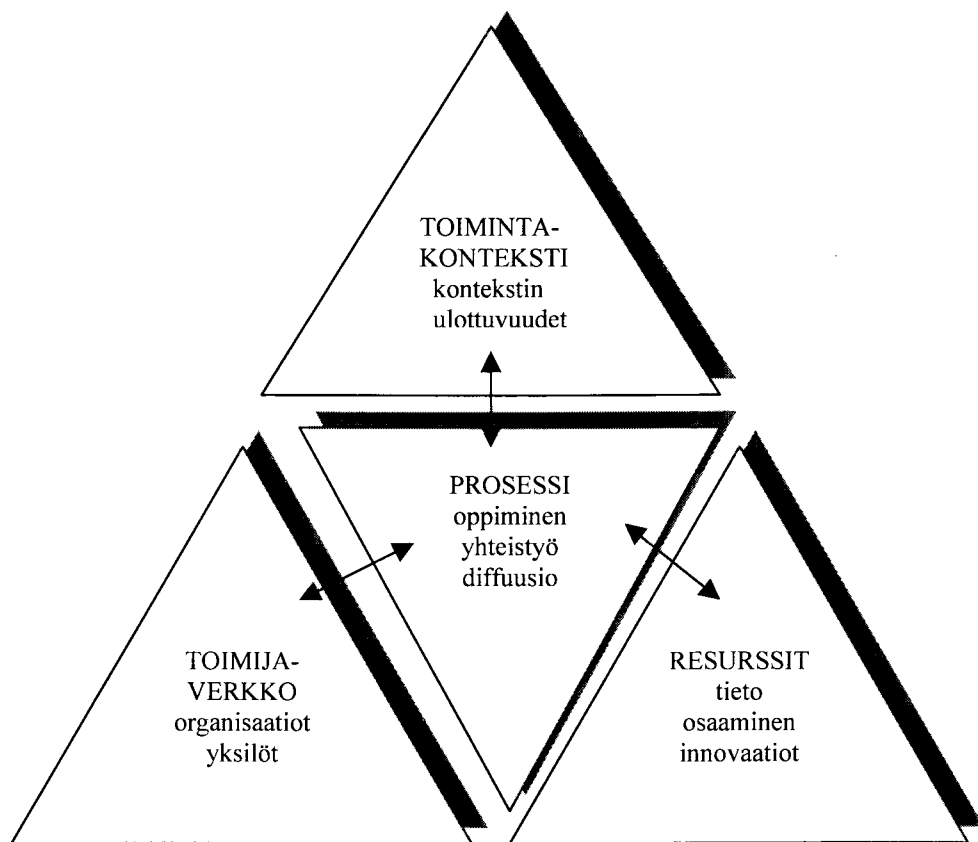 TOIMINTA-
KONTEKSTI
kontekstin
ulottuvuudet
PROSESSI
oppiminen
yhteistyö
diffuusio
TOIMIJA-
VERKKO
organisaatiot
yksilöt
RESURSSIT
tieto
osaaminen
innovaatiot